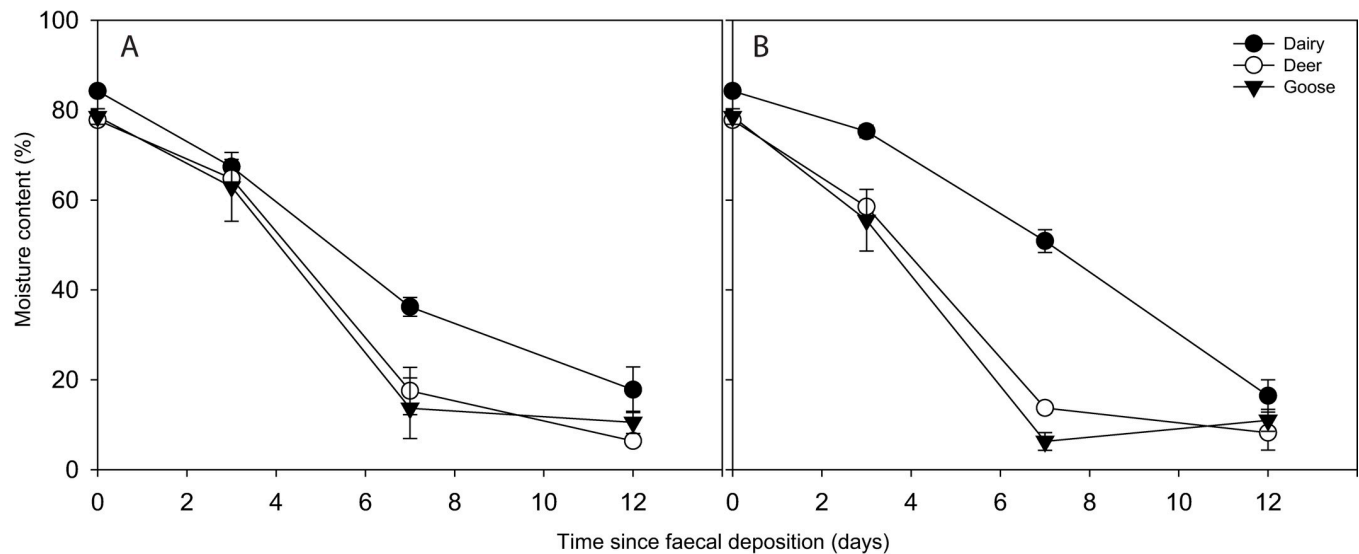 100
80
60
40
20
0
Moisture content (%)
A
B
Dairy
Deer
Goose
0 2 4 6 8 10 12 0 2 4 6 8 10 12
Time since faecal deposition (days)